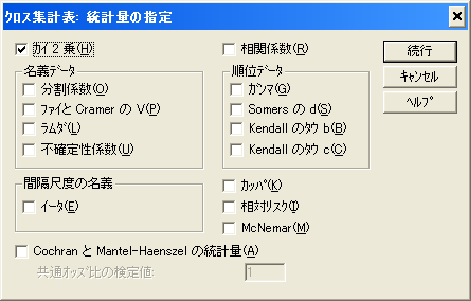 クロス集計表: 統計量の指定
カイ2 乗(H)
相関係数(R)
続行
キャンセル
ヘルプ
名義データ
分割係数(O)
ファイと Cramer の V(P)
ラムダ(L)
不確定性係数(U)
順位データ
ガンマ(G)
Somers の d(S)
Kendall のタウ b(B)
Kendall のタウ c(C)
間隔尺度の名義
イータ(E)
カッパ(K)
相対リスク(I)
McNemar(M)
Cochran と Mantel-Haenszel の統計量(A)
共通オッズ比の検定値:
1